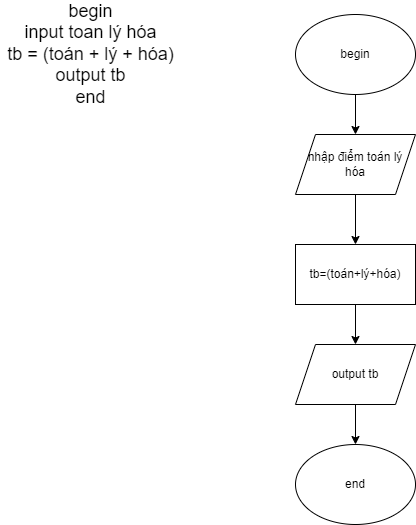 begin
input toan lý hóa
tb = (toán + lý + hóa)
output tb
end
begin
nhập điểm toán lý
hóa
tb=(toán+lý+hóa)
output tb
end